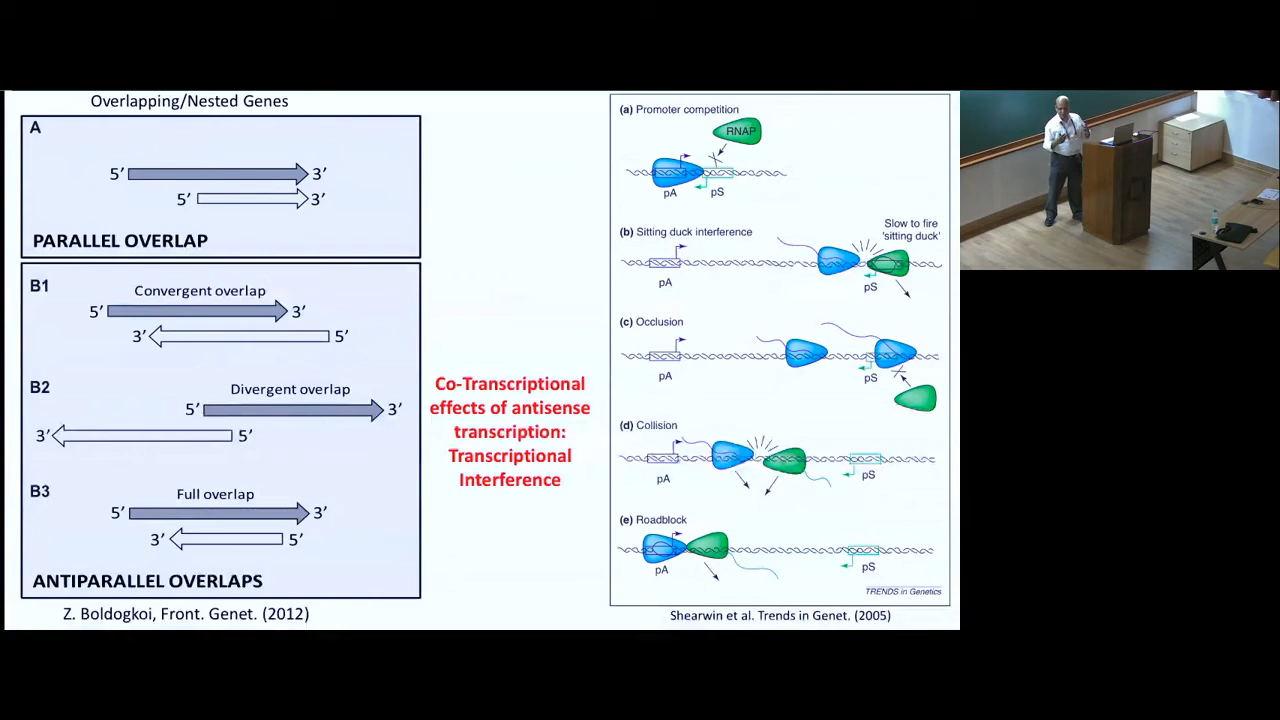 Overlapping/Nested Genes
A
5’ 3’
5’ 3’
PARALLEL OVERLAP
B1
Convergent overlap
5’ 3’
3’ 5’
B2
Divergent overlap
5’ 3’
3’ 5’
B3
Full overlap
5’ 3’
3’ 5’
ANTIPARALLEL OVERLAPS
Z. Boldogkoi, Front. Genet. (2012)
Co-Transcriptional
effects of antisense
transcription:
Transcriptional
Interference
(a) Promoter competition
RNAP
pA pS
(b) Sitting duck interference
Slow to fire
'sitting duck'
pA pS
(c) Occlusion
pA pS
(d) Collision
pA pS
(e) Roadblock
pA pS
TRENDS in Genetics
Shearwin et al. Trends in Genet. (2005)